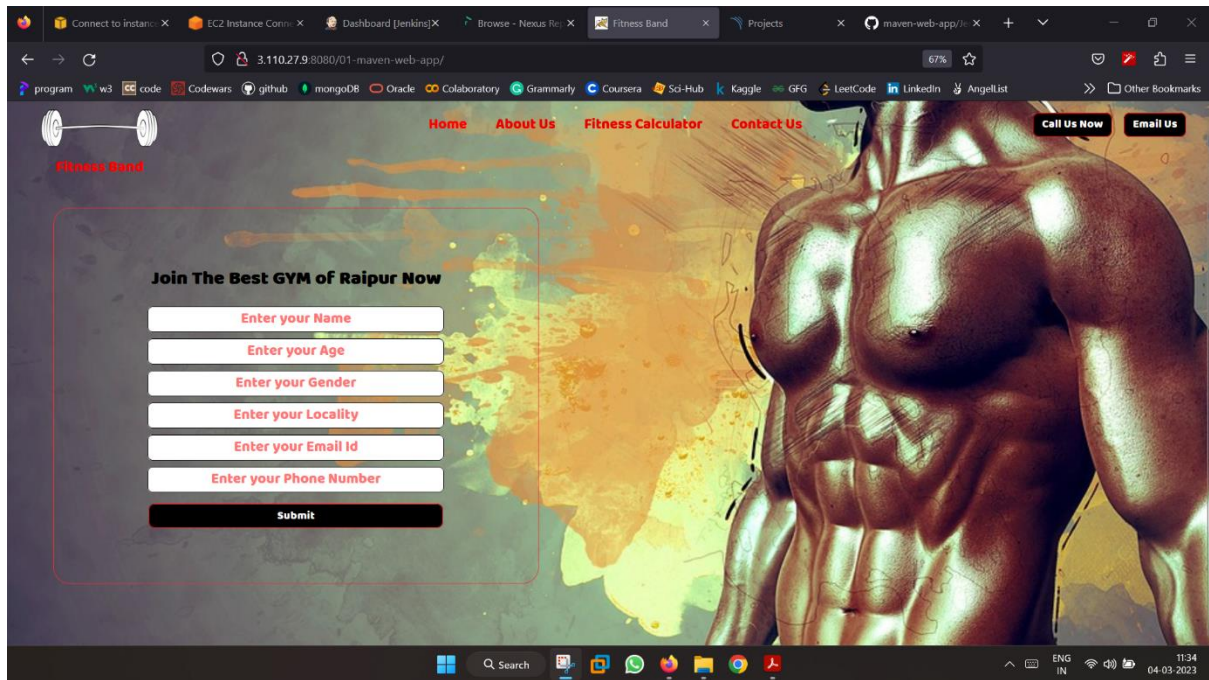 Connect to instance
EC2 Instance Conne
Dashboard [Jenkins]
Browse - Nexus Rep
Fitness Band
Projects
maven-web-app/Je
3.110.27.9:8080/01-maven-web-app/
67%
program
w3
code
Codewars
github
mongoDB
Oracle
Colaboratory
Grammarly
Coursera
Sci-Hub
Kaggle
GFG
LeetCode
LinkedIn
AngelList
Other Bookmarks
Home About Us Fitness Calculator Contact Us
Call Us Now
Email Us
Fitness Band
Join The Best GYM of Raipur Now
Enter your Name
Enter your Age
Enter your Gender
Enter your Locality
Enter your Email Id
Enter your Phone Number
Submit
Search
ENG
IN
11:34
04-03-2023